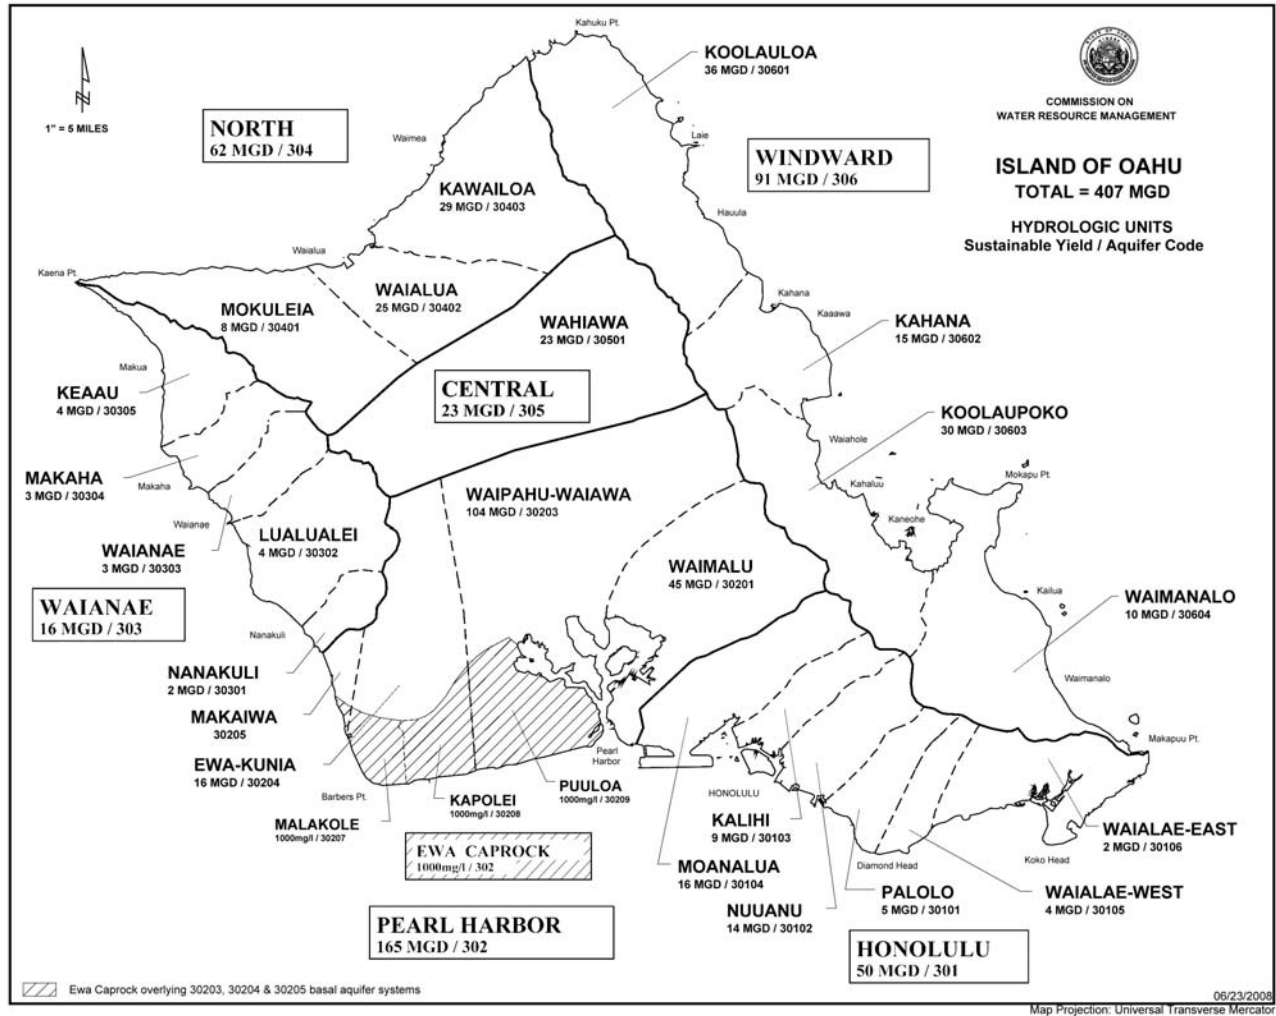 Kahuku Pt.
KOOLAULOA
36 MGD / 30601
COMMISSION ON
WATER RESOURCE MANAGEMENT
1" = 5 MILES
NORTH
62 MGD / 304
Waimea
Laie
WINDWARD
91 MGD / 306
ISLAND OF OAHU
TOTAL = 407 MGD
HYDROLOGIC UNITS
Sustainable Yield / Aquifer Code
KAWAILOA
29 MGD / 30403
Hauula
Waialua
Kaena Pt.
WAIALUA
25 MGD / 30402
MOKULEIA
8 MGD / 30401
WAHIAWA
23 MGD / 30501
Kahana
Kaaawa
KAHANA
15 MGD / 30602
Makua
KEAAU
4 MGD / 30305
CENTRAL
23 MGD / 305
KOOLAUPOKO
30 MGD / 30603
Waiahole
MAKAHA
3 MGD / 30304
Makaha
Kahaluu
Mokapu Pt.
WAIPAHU-WAIAWA
104 MGD / 30203
Waianae
Kaneohe
LUALUALEI
4 MGD / 30302
WAIANAE
3 MGD / 30303
WAIMALU
45 MGD / 30201
Kailua
WAIMANALO
10 MGD / 30604
WAIANAE
16 MGD / 303
Nanakuli
NANAKULI
2 MGD / 30301
Waimanalo
MAKAIWA
30205
Makapuu Pt.
EWA-KUNIA
16 MGD / 30204
Pearl
Harbor
Barbers Pt.
PUULOA
1000mg/l / 30209
KAPOLEI
1000mg/l / 30208
HONOLULU
MALAKOLE
1000mg/l / 30207
KALIHI
9 MGD / 30103
WAIALAE-EAST
2 MGD / 30106
EWA CAPROCK
1000mg/l / 302
MOANALUA
16 MGD / 30104
Diamond Head
Koko Head
PALOLO
5 MGD / 30101
WAIALAE-WEST
4 MGD / 30105
NUUANU
14 MGD / 30102
PEARL HARBOR
165 MGD / 302
HONOLULU
50 MGD / 301
Ewa Caprock overlying 30203, 30204 & 30205 basal aquifer systems
06/23/2008
Map Projection: Universal Transverse Mercator